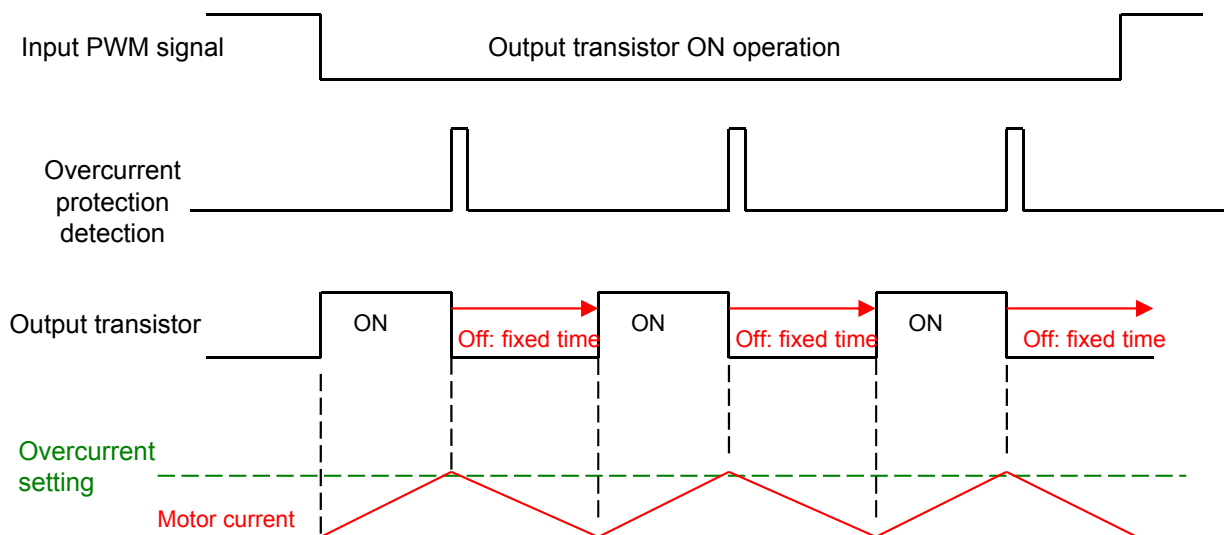 Input PWM signal
Output transistor ON operation
Overcurrent
protection
detection
Output transistor
ON
Off: fixed time
ON
Off: fixed time
ON
Off: fixed time
Overcurrent
setting
Motor current